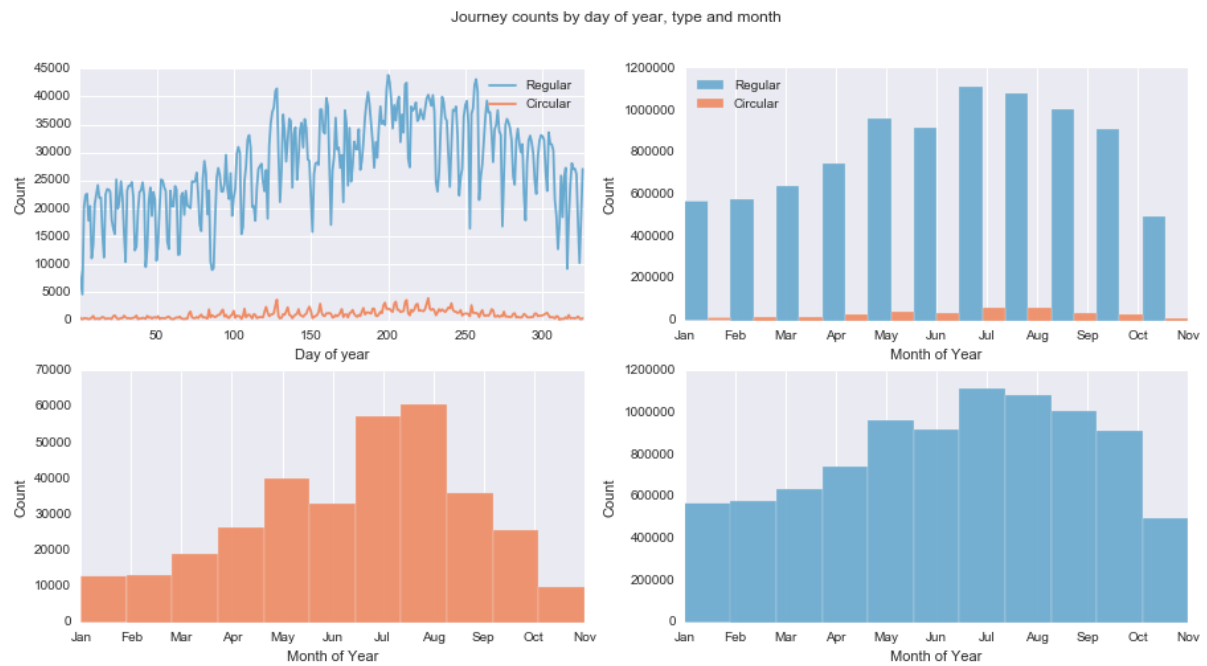 Journey counts by day of year, type and month
45000
40000
35000
30000
25000
20000
15000
10000
5000
0
Count
Regular
Circular
50 100 150 200 250 300
Day of year
1200000
1000000
800000
600000
400000
200000
0
Count
Regular
Circular
Jan Feb Mar Apr May Jun Jul Aug Sep Oct Nov
Month of Year
70000
60000
50000
40000
30000
20000
10000
0
Count
Jan Feb Mar Apr May Jun Jul Aug Sep Oct Nov
Month of Year
1200000
1000000
800000
600000
400000
200000
0
Count
Jan Feb Mar Apr May Jun Jul Aug Sep Oct Nov
Month of Year